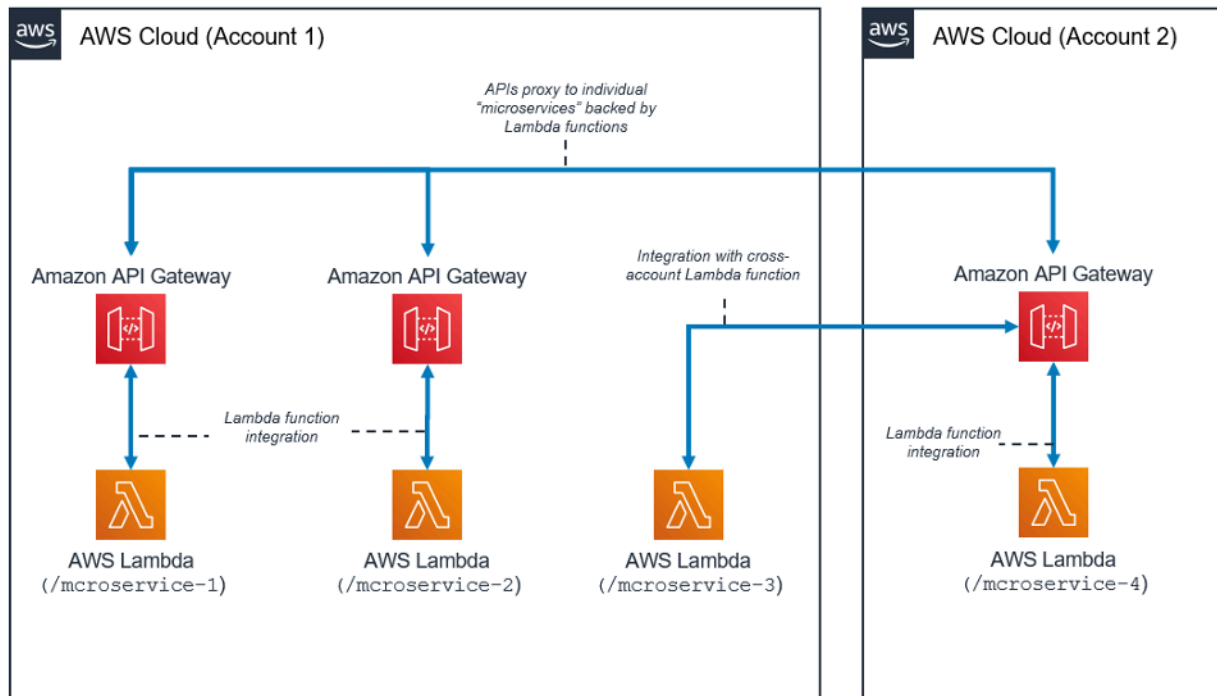 aws
AWS Cloud (Account 1)
aws
AWS Cloud (Account 2)
APIs proxy to individual
“microservices” backed by
Lambda functions
Integration with cross-
account Lambda function
Amazon API Gateway
</>
Amazon API Gateway
</>
Amazon API Gateway
</>
Lambda function
integration
Lambda function
integration
AWS Lambda
(/mcroservice-1)
AWS Lambda
(/mcroservice-2)
AWS Lambda
(/mcroservice-3)
AWS Lambda
(/mcroservice-4)